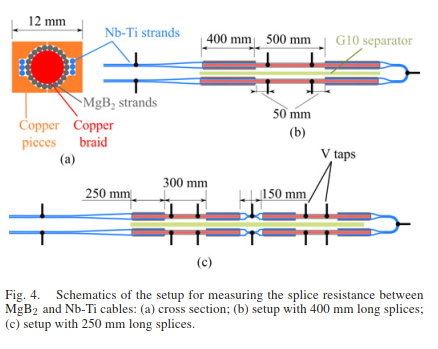 12 mm
Nb-Ti strands
400 mm 500 mm G10 separator
MgB₂ strands
50 mm
Copper Copper
pieces braid
(a)
(b)
V taps
300 mm
250 mm
150 mm
(c)
Fig. 4. Schematics of the setup for measuring the splice resistance between
MgB₂ and Nb-Ti cables: (a) cross section; (b) setup with 400 mm long splices;
(c) setup with 250 mm long splices.